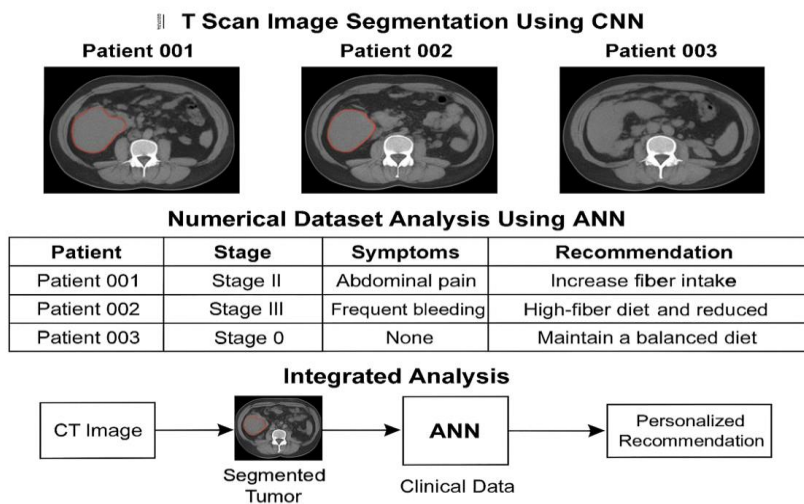 T Scan Image Segmentation Using CNN
Patient 001 Patient 002 Patient 003
Numerical Dataset Analysis Using ANN
Patient Stage Symptoms Recommendation
Patient 001 Stage II Abdominal pain Increase fiber intake
Patient 002 Stage III Frequent bleeding High-fiber diet and reduced
Patient 003 Stage 0 None Maintain a balanced diet
Integrated Analysis
CT Image
Segmented
Tumor
ANN
Clinical Data
Personalized
Recommendation